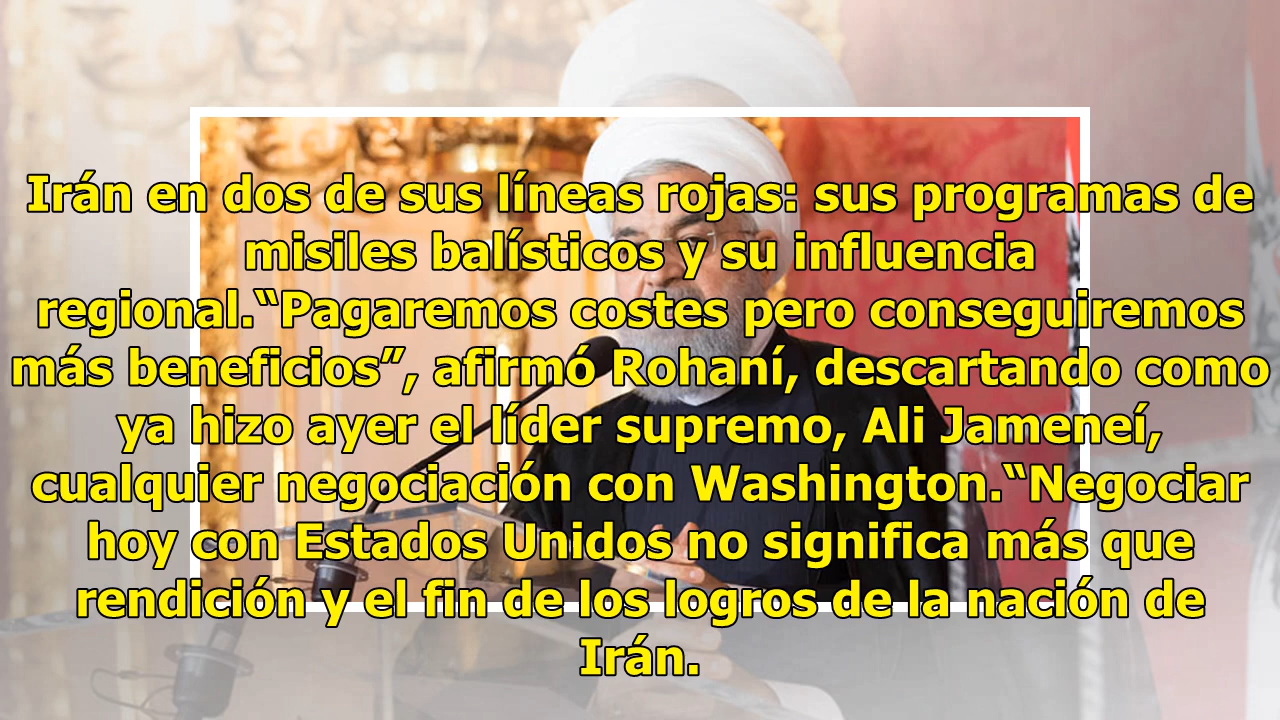 Irán en dos de sus líneas rojas: sus programas de
misiles balísticos y su influencia
regional.“Pagaremos costes pero conseguiremos
más beneficios”, afirmó Rohaní, descartando como
ya hizo ayer el líder supremo, Ali Jameneí,
cualquier negociación con Washington.“Negociar
hoy con Estados Unidos no significa más que
rendición y el fin de los logros de la nación de
Irán.